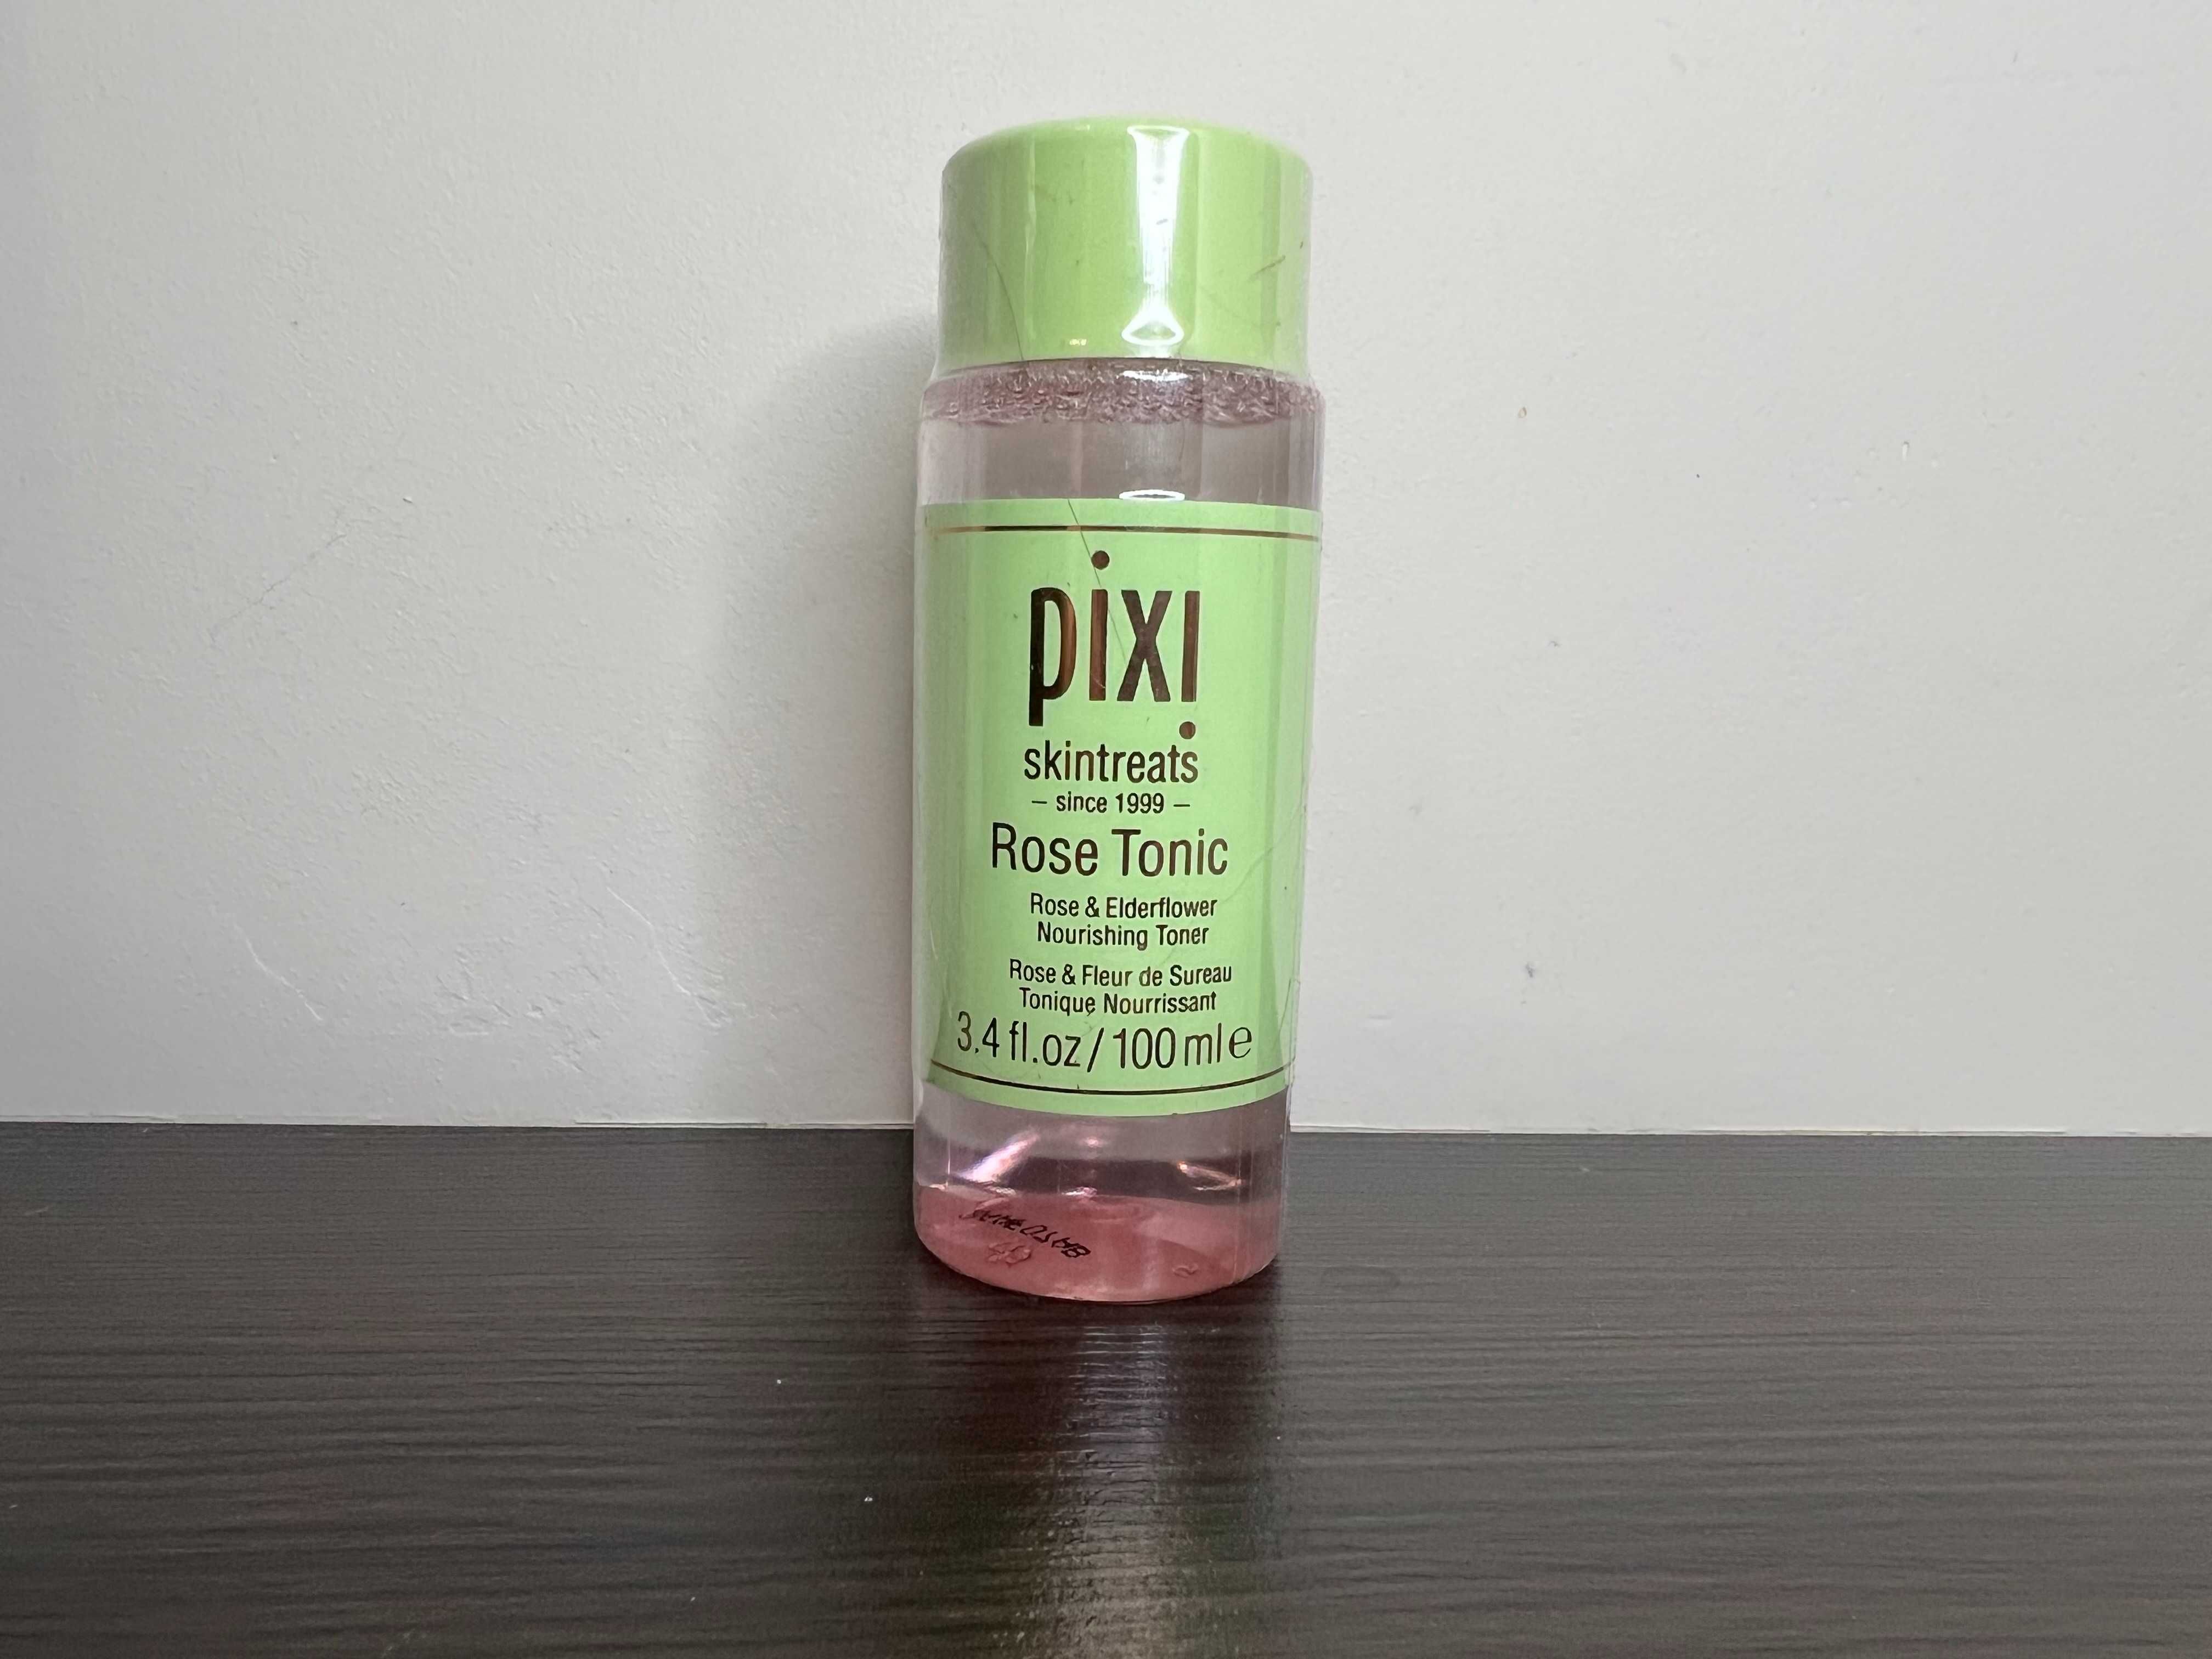 pixi
skintreats
– since 1999 –
Rose Tonic
Rose & Elderflower
Nourishing Toner
Rose & Fleur de Sureau
Tonique Nourrissant
3.4 fl.oz/100 ml e